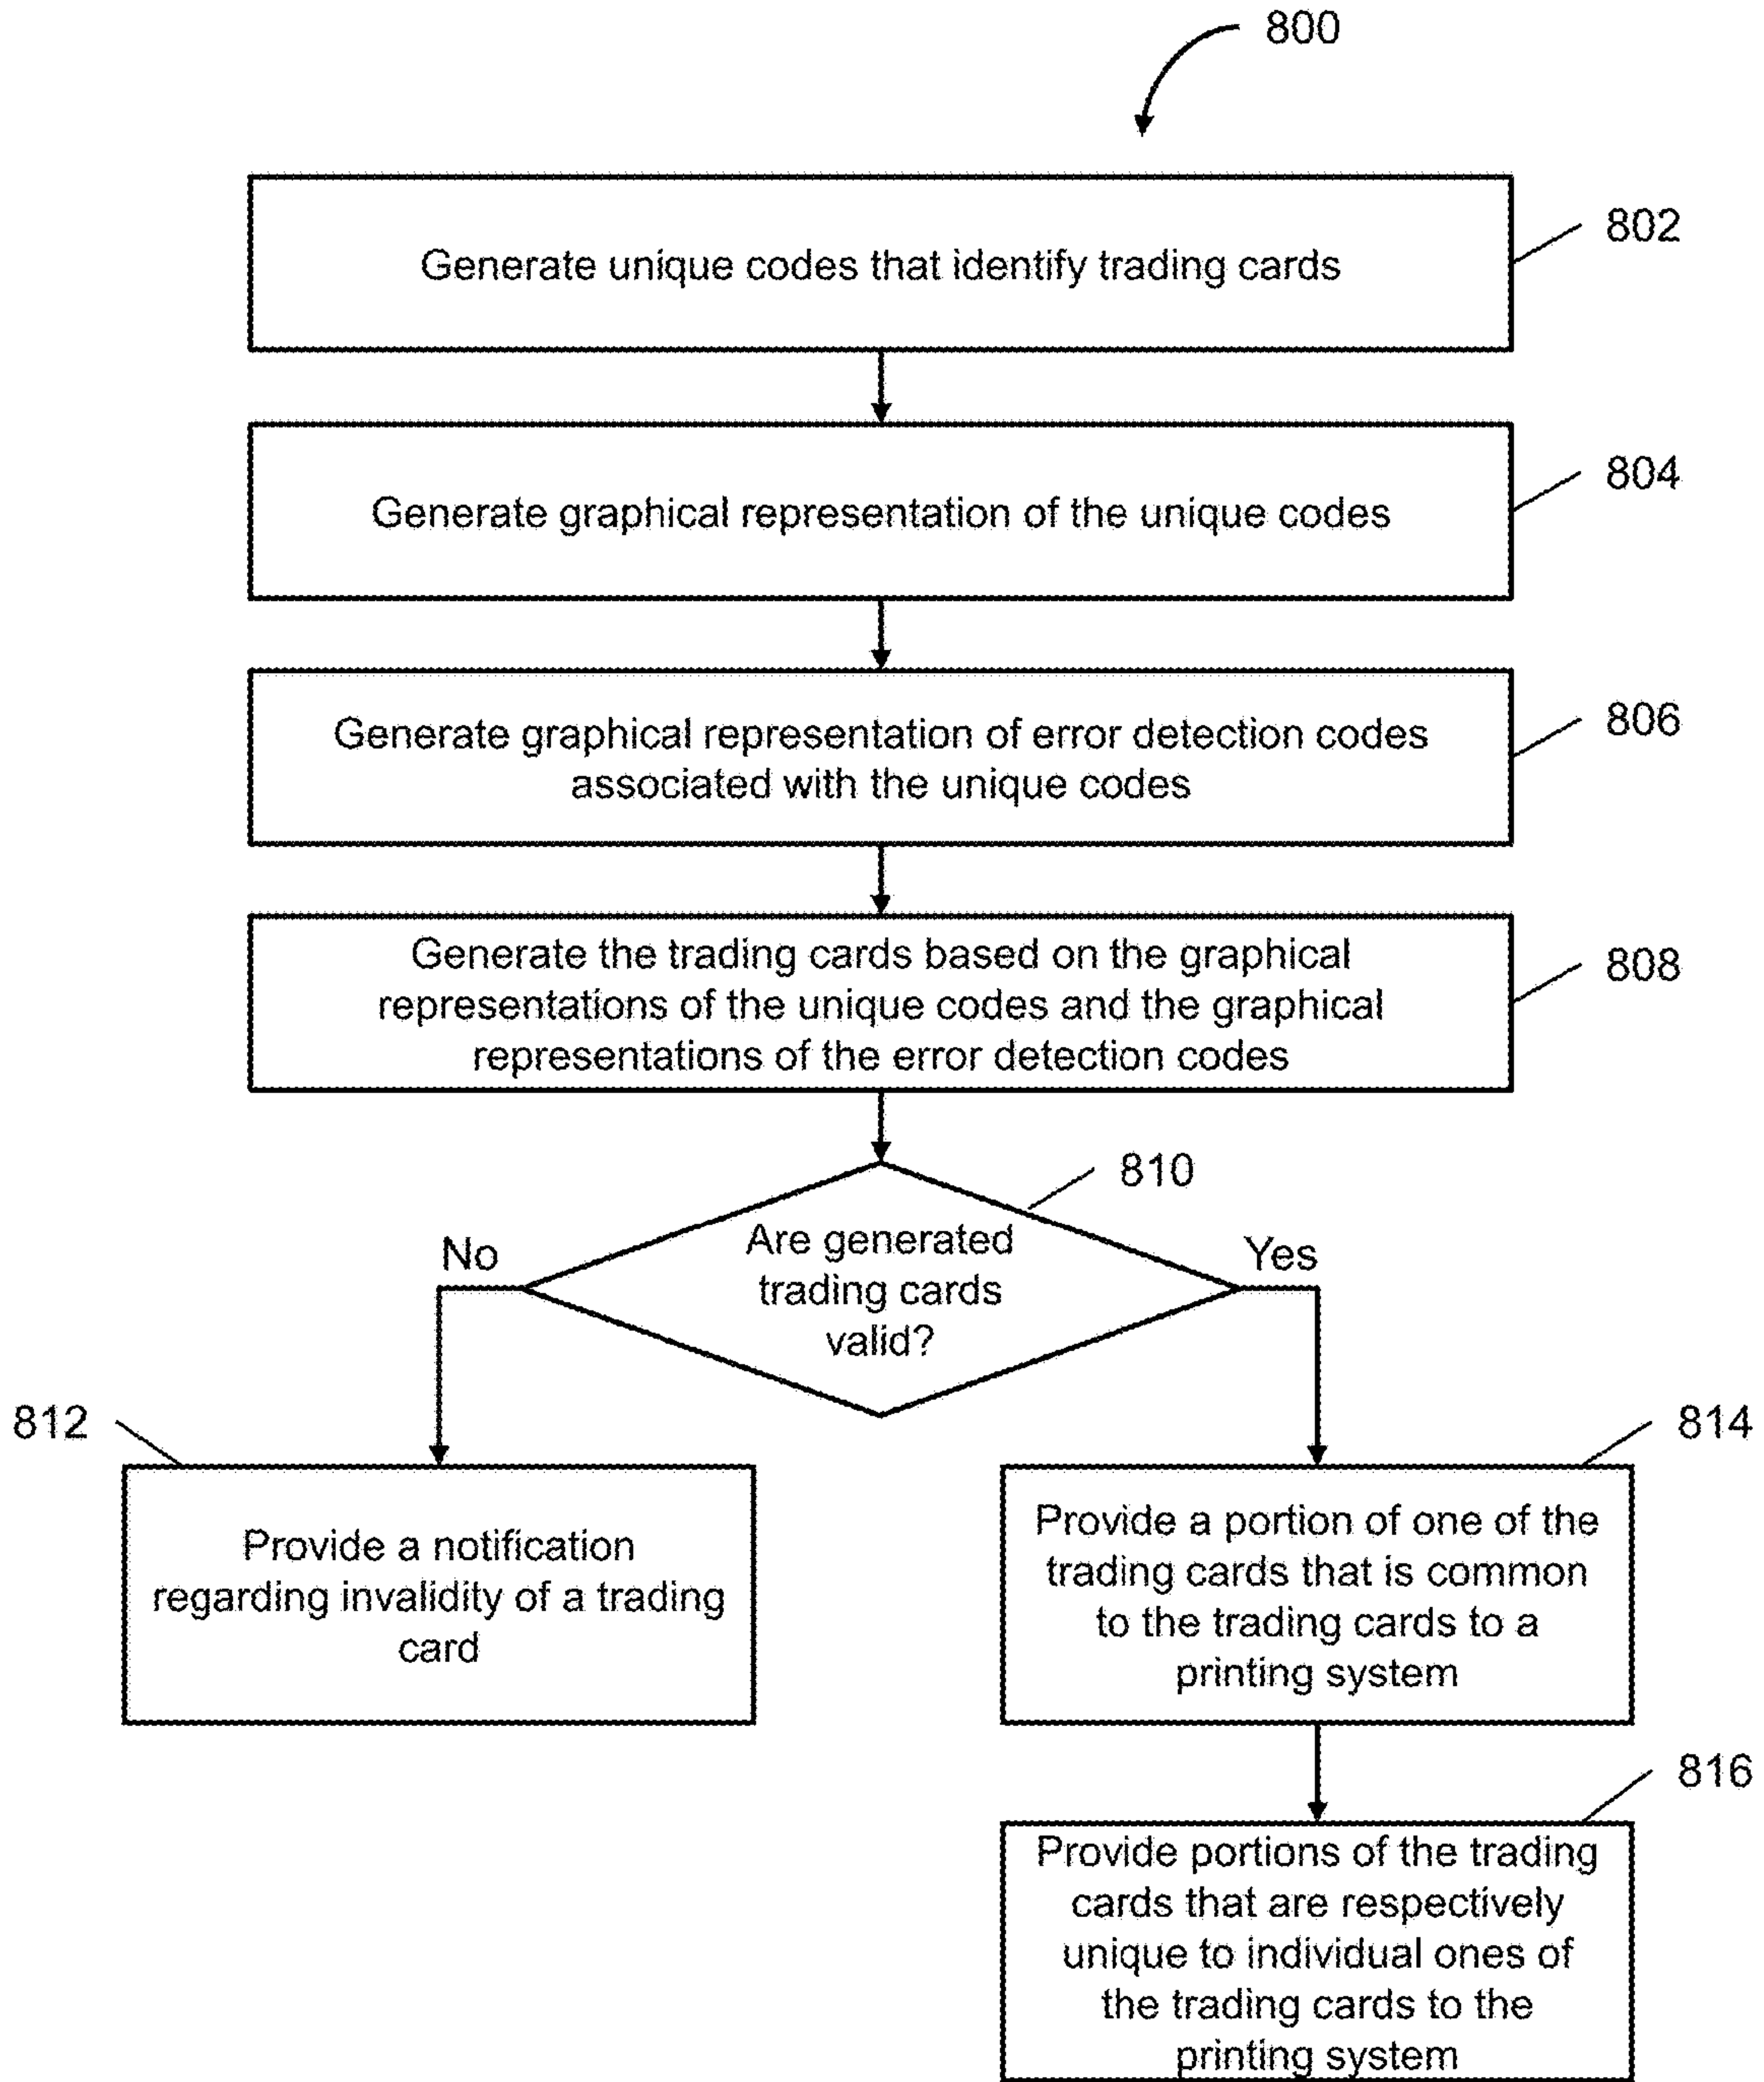 800
Generate unique codes that identify trading cards
802
Generate graphical representation of the unique codes
804
Generate graphical representation of error detection codes
associated with the unique codes
806
Generate the trading cards based on the graphical
representations of the unique codes and the graphical
representations of the error detection codes
808
810
Are generated
trading cards
valid?
No
Yes
812
Provide a notification
regarding invalidity of a trading
card
814
Provide a portion of one of the
trading cards that is common
to the trading cards to a
printing system
816
Provide portions of the trading
cards that are respectively
unique to individual ones of
the trading cards to the
printing system